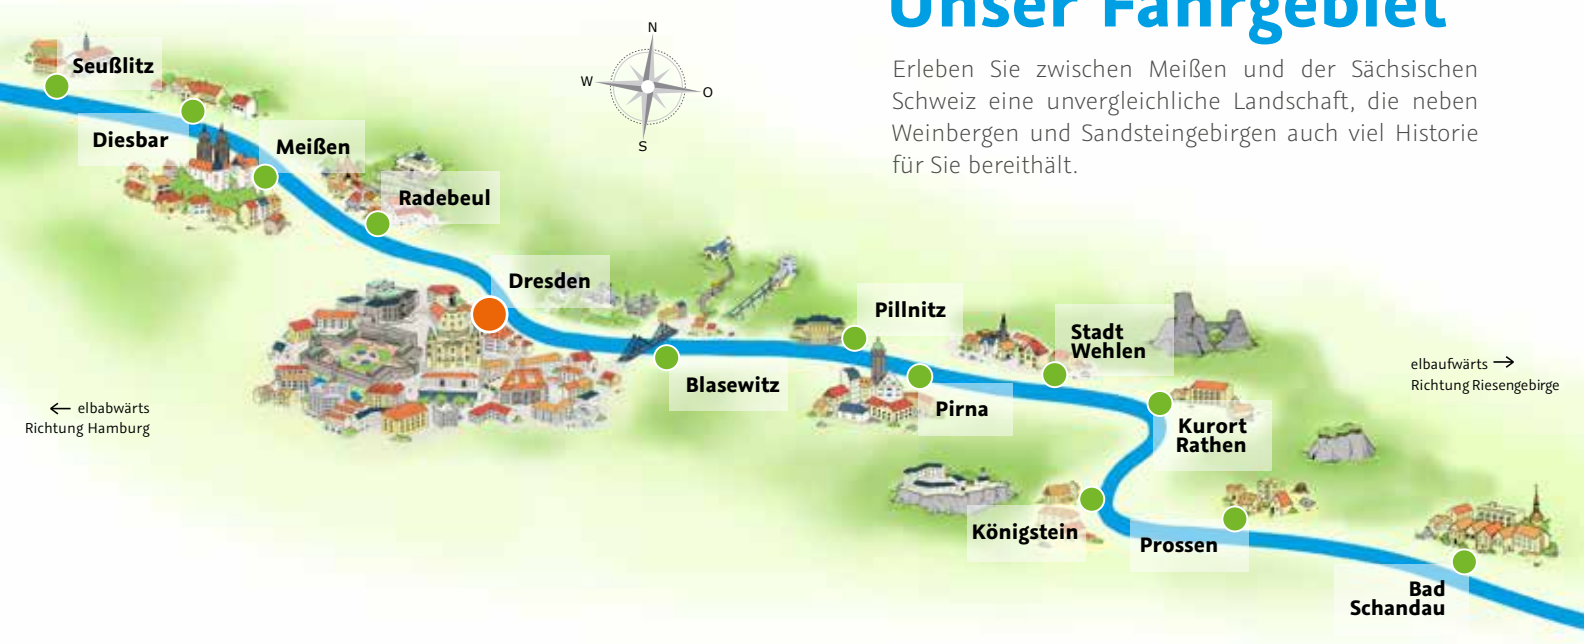 Unser Fahrgebiet
Erleben Sie zwischen Meißen und der Sächsischen
Schweiz eine unvergleichliche Landschaft, die neben
Weinbergen und Sandsteingebirgen auch viel Historie
für Sie bereithält.
N
W
O
S
Seußlitz
Diesbar
Meißen
Radebeul
Dresden
Blasewitz
Pillnitz
Pirna
Stadt
Wehlen
Kurort
Rathen
Königstein
Prossen
Bad
Schandau
elbaufwärts →
Richtung Riesengebirge
← elbabwärts
Richtung Hamburg